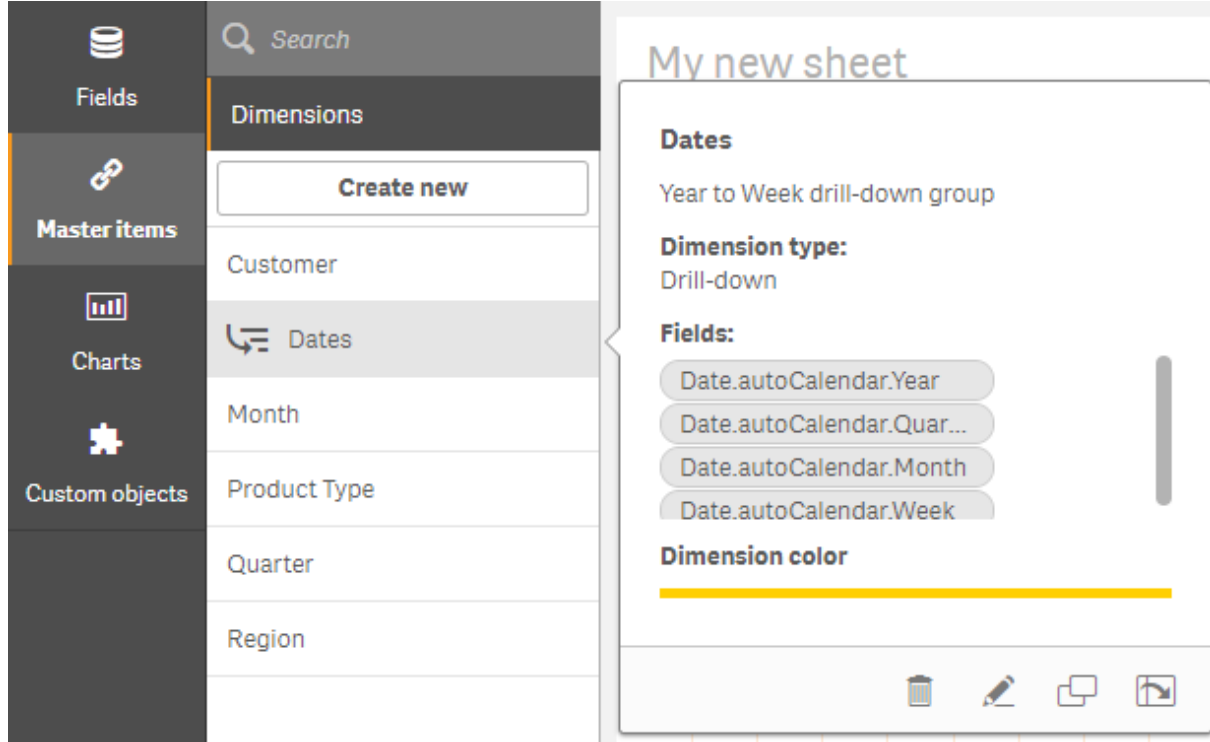 Fields
Master items
Charts
Custom objects
Search
Dimensions
Create new
Customer
Dates
Month
Product Type
Quarter
Region
My new sheet
Dates
Year to Week drill-down group
Dimension type:
Drill-down
Fields:
Date.autoCalendar.Year
Date.autoCalendar.Quar...
Date.autoCalendar.Month
Date.autoCalendar.Week
Dimension color